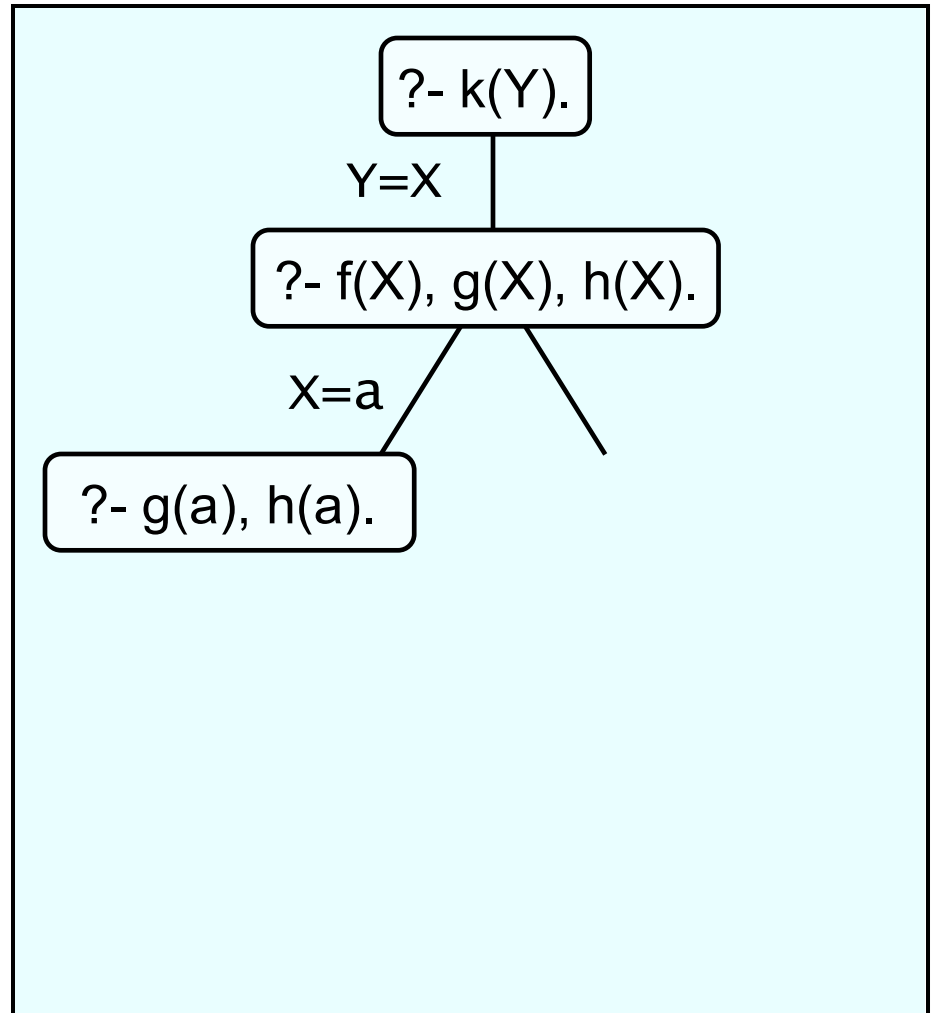 ?- k(Y).
Y=X
?- f(X), g(X), h(X).
X=a
?- g(a), h(a).